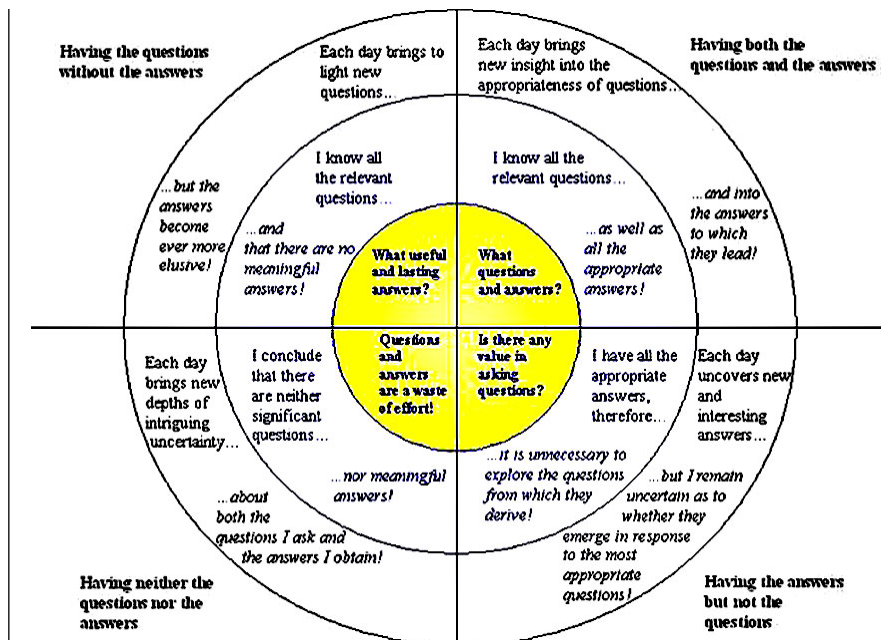 Having the questions
without the answers
Each day brings to
light new
questions...
Each day brings
new insight into the
appropriateness of questions...
Having both the
questions and the answers
I know all
the relevant
questions...
I know all the
relevant questions...
...but the
answers
become
ever more
elusive!
...and
that there are no
meaningful
answers!
...as well as
all the
appropriate
answers!
...and into
the answers
to which
they lead!
What useful
and lasting
answers?
What
questions
and answers?
Questions
and
answers
are a waste
of effort!
Is there any
value in
asking
questions?
Each day
brings new
depths of
intriguing
uncertainty...
I conclude
that there
are neither
significant
questions...
I have all the
appropriate
answers,
therefore...
Each day
uncovers new
and
interesting
answers...
...nor meaningful
answers!
...it is unnecessary to
explore the questions
from which they
derive!
...about
both the
questions I ask and
the answers I obtain!
...but I remain
uncertain as to
whether they
emerge in response
to the most
appropriate
questions!
Having neither the
questions nor the
answers
Having the answers
but not the
questions